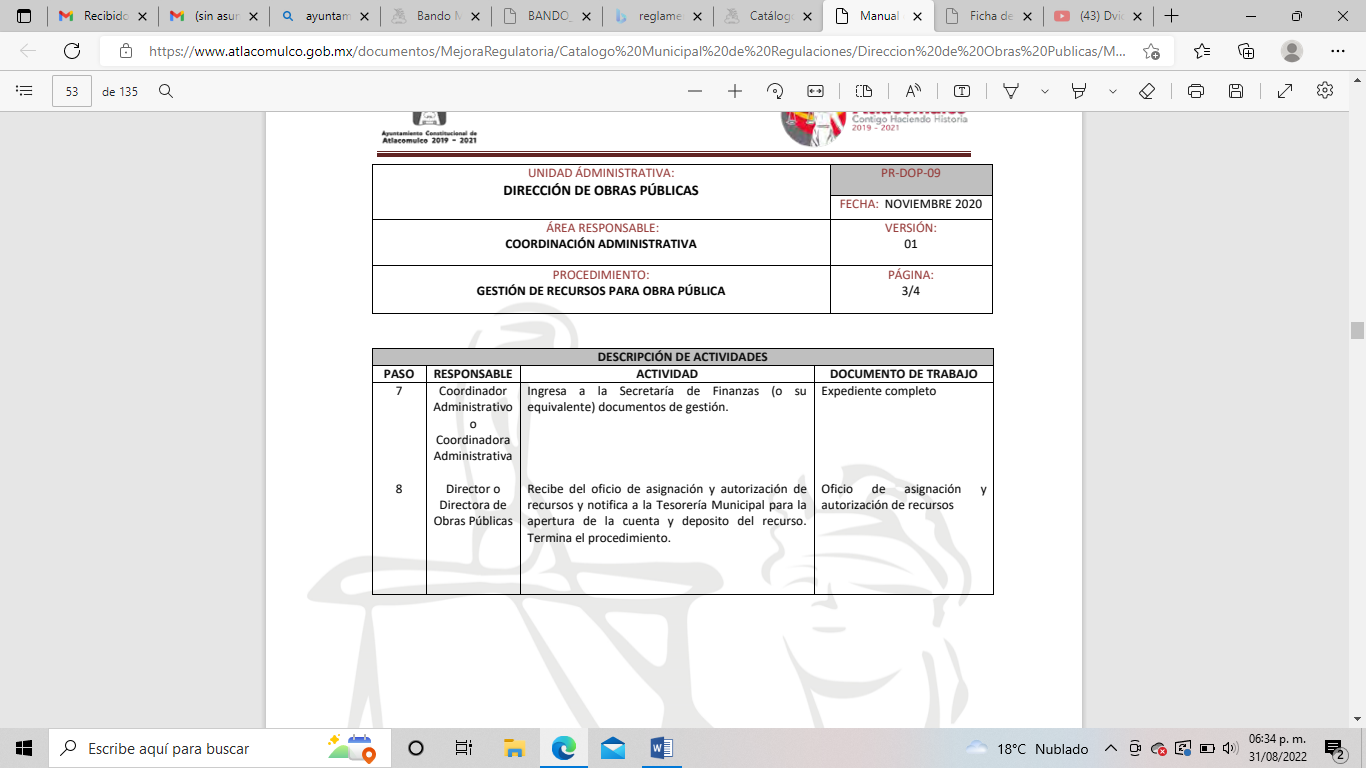 Recibido
(sin asun
ayuntam
Bando M
BANDO_
reglame
Catálogo
Manual
Ficha de
(43) Dvic
https://www.atlacomulco.gob.mx/documentos/MejoraRegulatoria/Catalogo%20Municipal%20de%20Regulaciones/Direccion%20de%20Obras%20Publicas/M...
53 de 135
Ayuntamiento Constitucional de
Atlacomulco 2019 - 2021
Contigo Haciendo Historia
2019 - 2021
UNIDAD ÁDMINISTRATIVA:
DIRECCIÓN DE OBRAS PÚBLICAS
PR-DOP-09
FECHA: NOVIEMBRE 2020
ÁREA RESPONSABLE:
COORDINACIÓN ADMINISTRATIVA
VERSIÓN:
01
PROCEDIMIENTO:
GESTIÓN DE RECURSOS PARA OBRA PÚBLICA
PÁGINA:
3/4
DESCRIPCIÓN DE ACTIVIDADES
PASO RESPONSABLE ACTIVIDAD DOCUMENTO DE TRABAJO
7
Coordinador
Administrativo
o
Coordinadora
Administrativa
Ingresa a la Secretaría de Finanzas (o su
equivalente) documentos de gestión.
Expediente completo
8
Director o
Directora de
Obras Públicas
Recibe del oficio de asignación y autorización de
recursos y notifica a la Tesorería Municipal para la
apertura de la cuenta y deposito del recurso.
Termina el procedimiento.
Oficio de asignación y
autorización de recursos
Escribe aquí para buscar
18°C Nublado
06:34 p. m.
31/08/2022
2